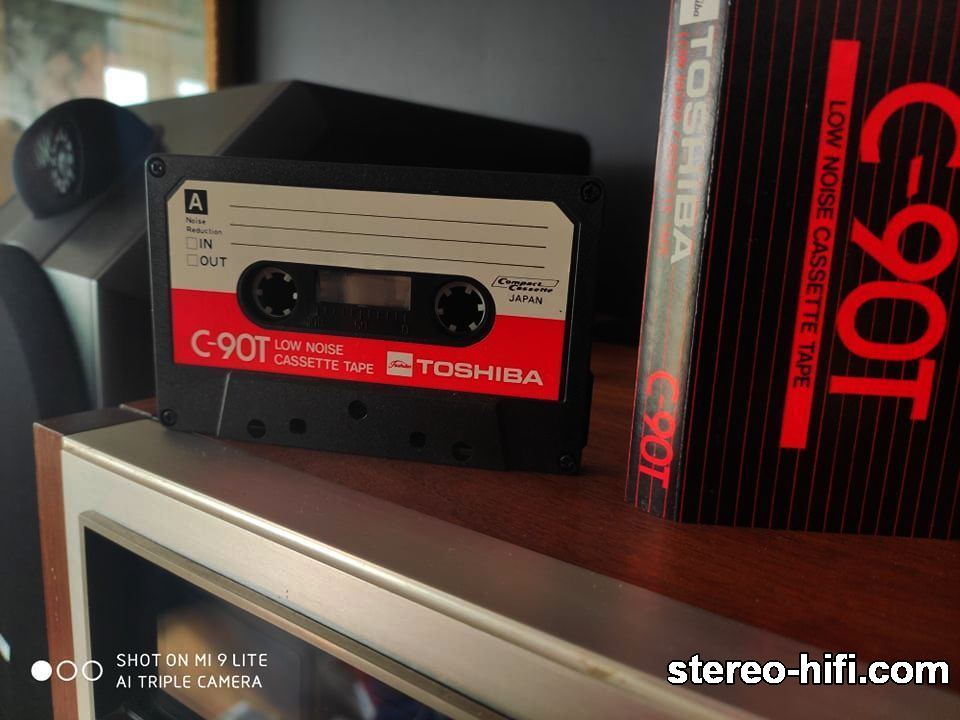 A
Noise
Reduction
IN
OUT
Compact
Cassette
JAPAN
C-90T
LOW NOISE
CASSETTE TAPE
Toshiba
TOSHIBA
TOSHIBA
C-90T
C-90T
LOW NOISE CASSETTE TAPE
SHOT ON MI 9 LITE
AI TRIPLE CAMERA
stereo-hifi.com